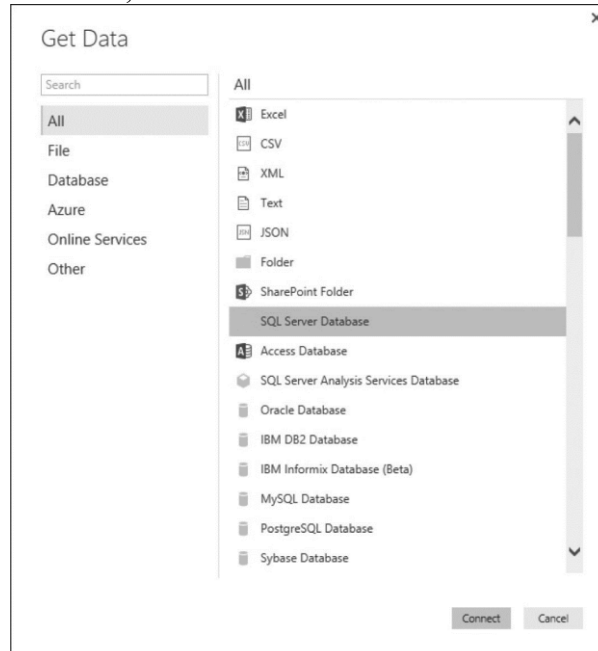 Get Data
Search
All
File
Database
Azure
Online Services
Other
All
Excel
CSV
XML
Text
JSON
Folder
SharePoint Folder
SQL Server Database
Access Database
SQL Server Analysis Services Database
Oracle Database
IBM DB2 Database
IBM Informix Database (Beta)
MySQL Database
PostgreSQL Database
Sybase Database
Connect Cancel